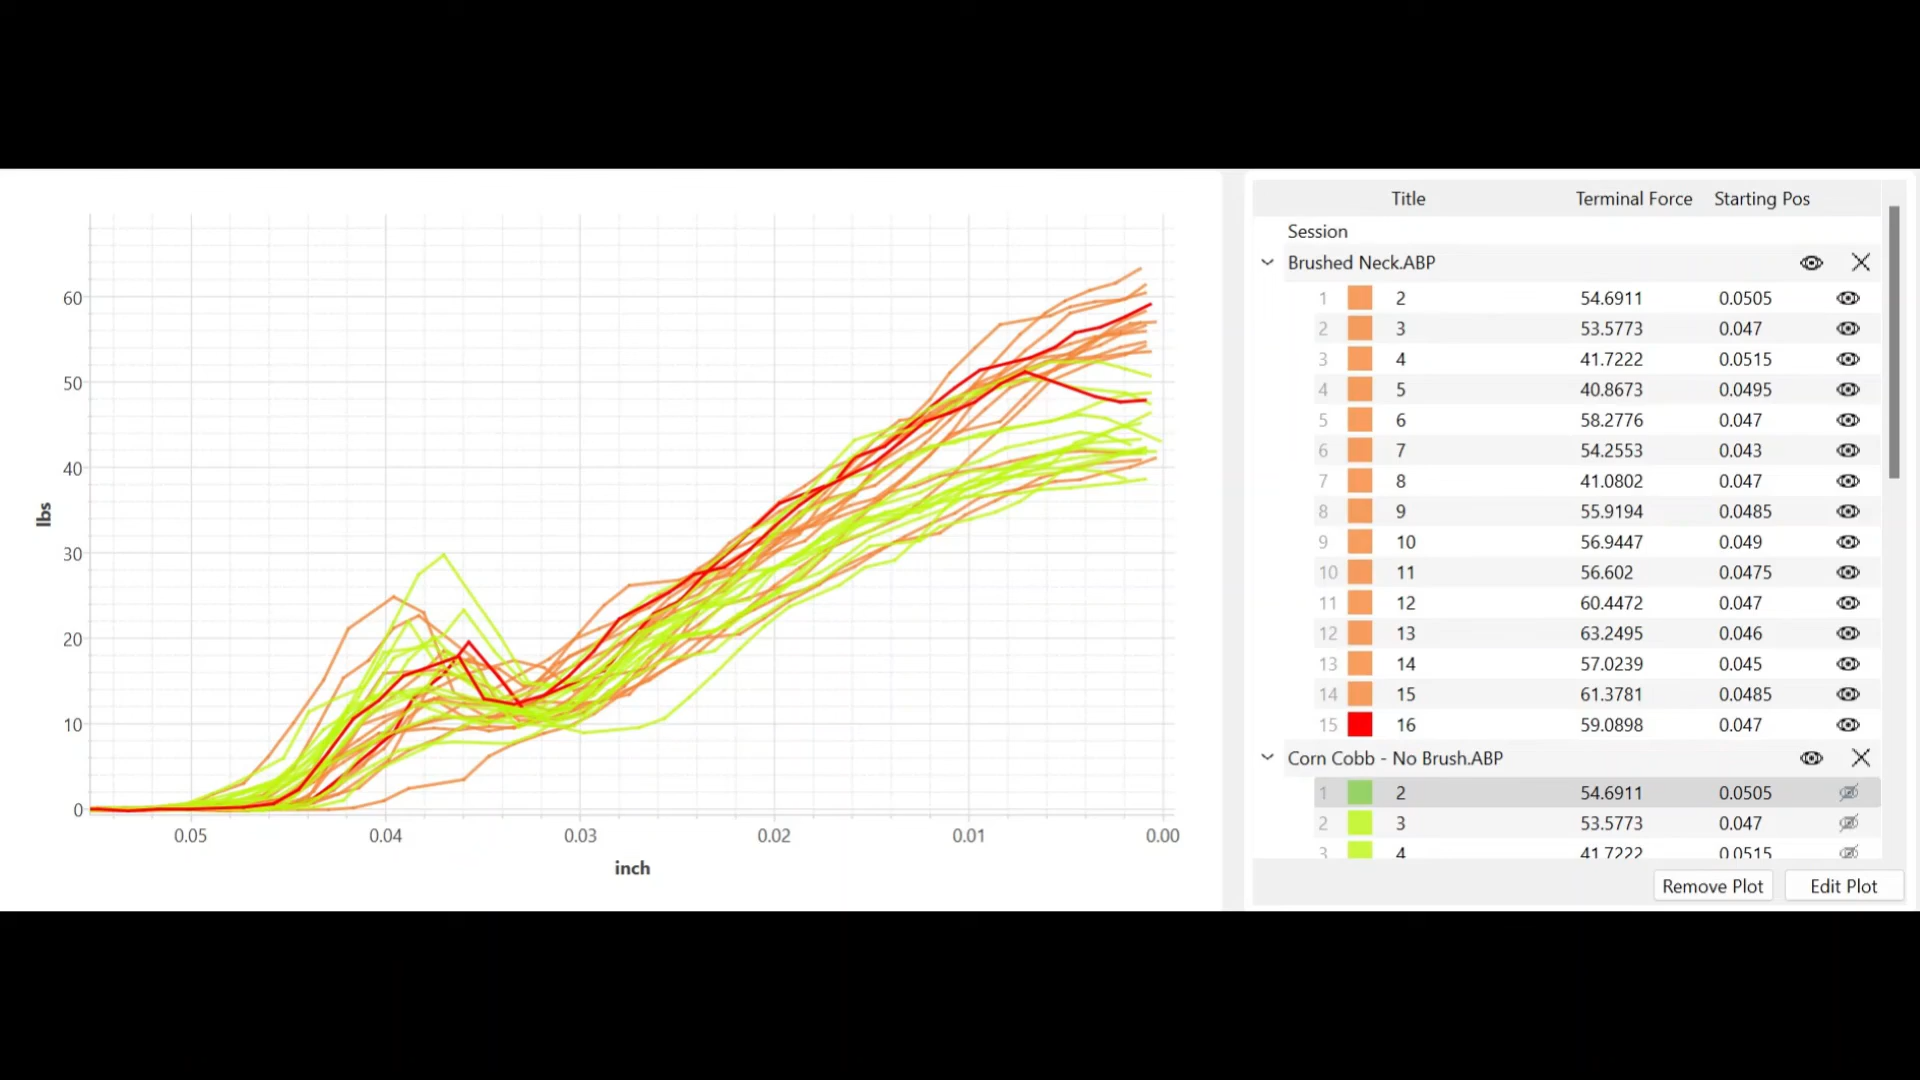 Title Terminal Force Starting Pos
Session
Brushed Neck.ABP
1 2 54.6911 0.0505
2 3 53.5773 0.047
3 4 41.7222 0.0515
4 5 40.8673 0.0495
5 6 58.2776 0.047
6 7 54.2553 0.043
7 8 41.0802 0.047
8 9 55.9194 0.0485
9 10 56.9447 0.049
10 11 56.602 0.0475
11 12 60.4472 0.047
12 13 63.2495 0.046
13 14 57.0239 0.045
14 15 61.3781 0.0485
15 16 59.0898 0.047
Corn Cobb - No Brush.ABP
1 2 54.6911 0.0505
2 3 53.5773 0.047
3 4 41.7222 0.0515
Remove Plot Edit Plot
60
50
40
30
20
10
0
lbs
0.05 0.04 0.03 0.02 0.01 0.00
inch